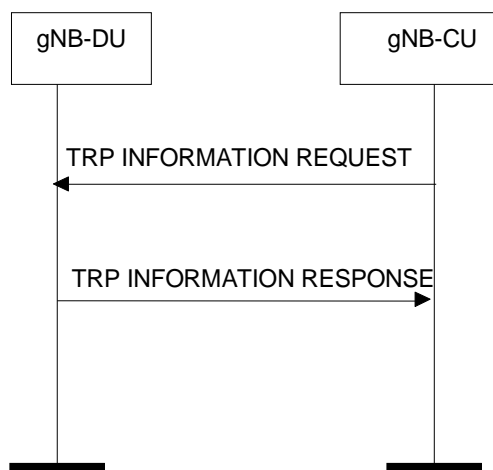 gNB-DU
gNB-CU
TRP INFORMATION REQUEST
TRP INFORMATION RESPONSE